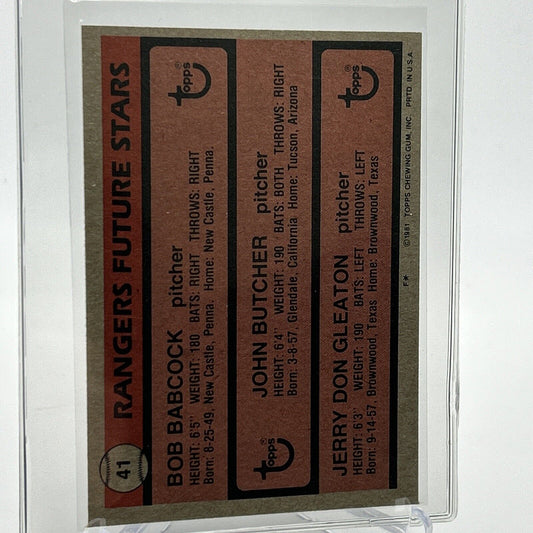 41
RANGERS FUTURE STARS
BOB BABCOCK pitcher
HEIGHT: 6'5" WEIGHT: 180 BATS: RIGHT THROWS: RIGHT
Born: 8-25-49, New Castle, Penna. Home: New Castle, Penna.
TOPPS®
JOHN BUTCHER pitcher
HEIGHT: 6'4" WEIGHT: 190 BATS: BOTH THROWS: RIGHT
Born: 3-8-57, Glendale, California Home: Tucson, Arizona
TOPPS®
JERRY DON GLEATON pitcher
HEIGHT: 6'3" WEIGHT: 190 BATS: LEFT THROWS: LEFT
Born: 9-14-57, Brownwood, Texas Home: Brownwood, Texas
TOPPS®
F* ©1981 TOPPS CHEWING GUM, INC. PRTD. IN U.S.A.